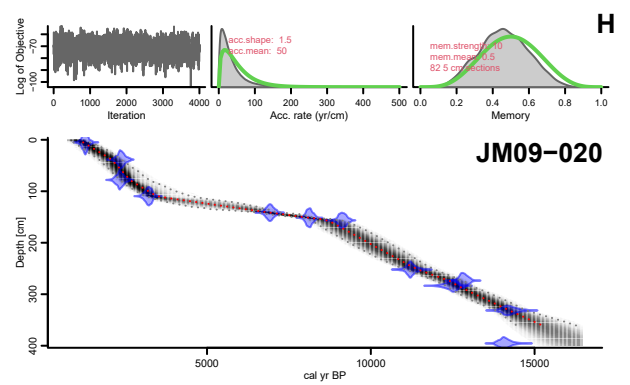 H
Log of Objective
−70
−100
0 1000 2000 3000 4000
Iteration
acc.shape: 1.5
acc.mean: 50
0 100 200 300 400 500
Acc. rate (yr/cm)
mem.strength: 10
mem.mean: 0.5
82.5 cm sections
0.0 0.2 0.4 0.6 0.8 1.0
Memory
JM09−020
Depth [cm]
0
100
200
300
400
5000 10000 15000
cal yr BP